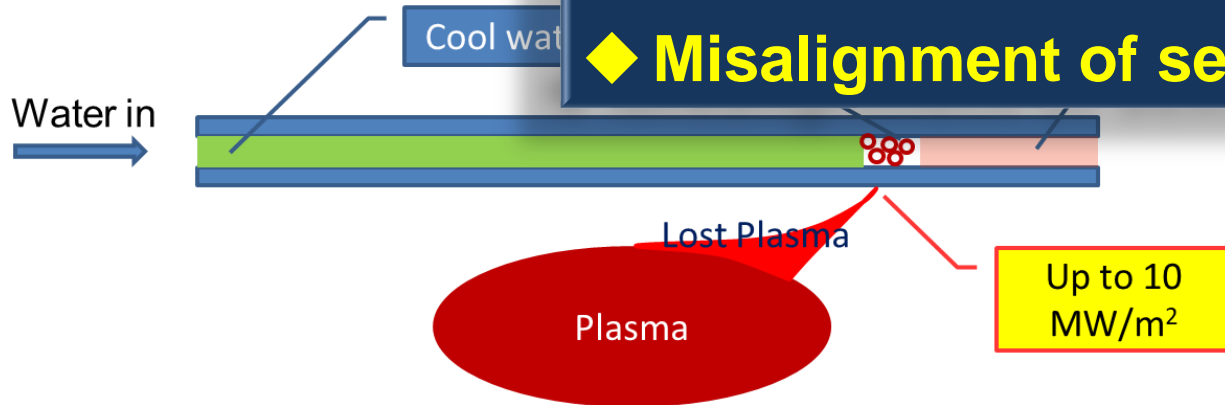 Cool wat
◆ Misalignment of se
Water in
Lost Plasma
Plasma
Up to 10
MW/m²